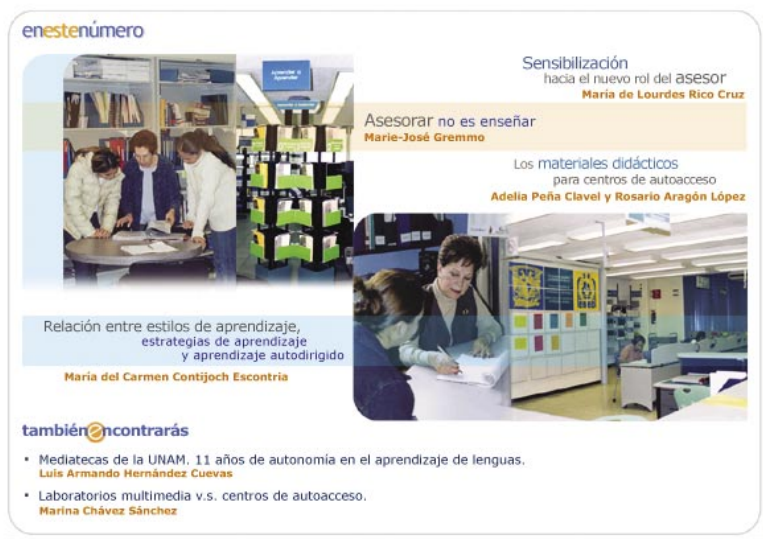 enestenúmero
Aprender a
Aprender
Sensibilización
hacia el nuevo rol del asesor
María de Lourdes Rico Cruz
Asesorar no es enseñar
Marie-José Gremmo
Los materiales didácticos
para centros de autoacceso
Adelia Peña Clavel y Rosario Aragón López
Relación entre estilos de aprendizaje,
estrategias de aprendizaje
y aprendizaje autodirigido
María del Carmen Contijoch Escontria
tambiénencontrarás
▪ Mediatecas de la UNAM. 11 años de autonomía en el aprendizaje de lenguas.
Luis Armando Hernández Cuevas
▪ Laboratorios multimedia v.s. centros de autoacceso.
Marina Chávez Sánchez